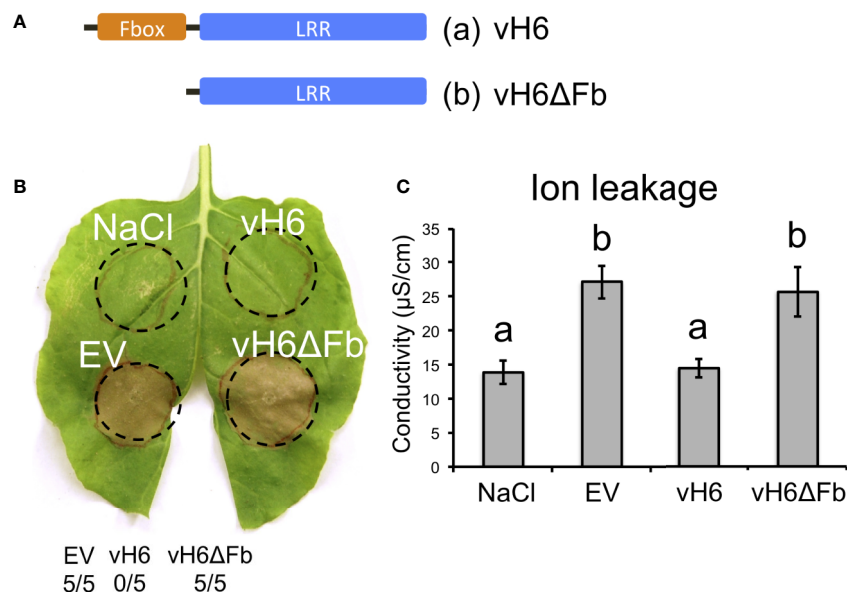 A
Fbox LRR (a) vH6
LRR (b) vH6ΔFb
B
NaCl vH6
EV vH6ΔFb
EV vH6 vH6ΔFb
5/5 0/5 5/5
C
Ion leakage
Conductivity (µS/cm)
35
30
25
20
15
10
5
0
a b a b
NaCl EV vH6 vH6ΔFb